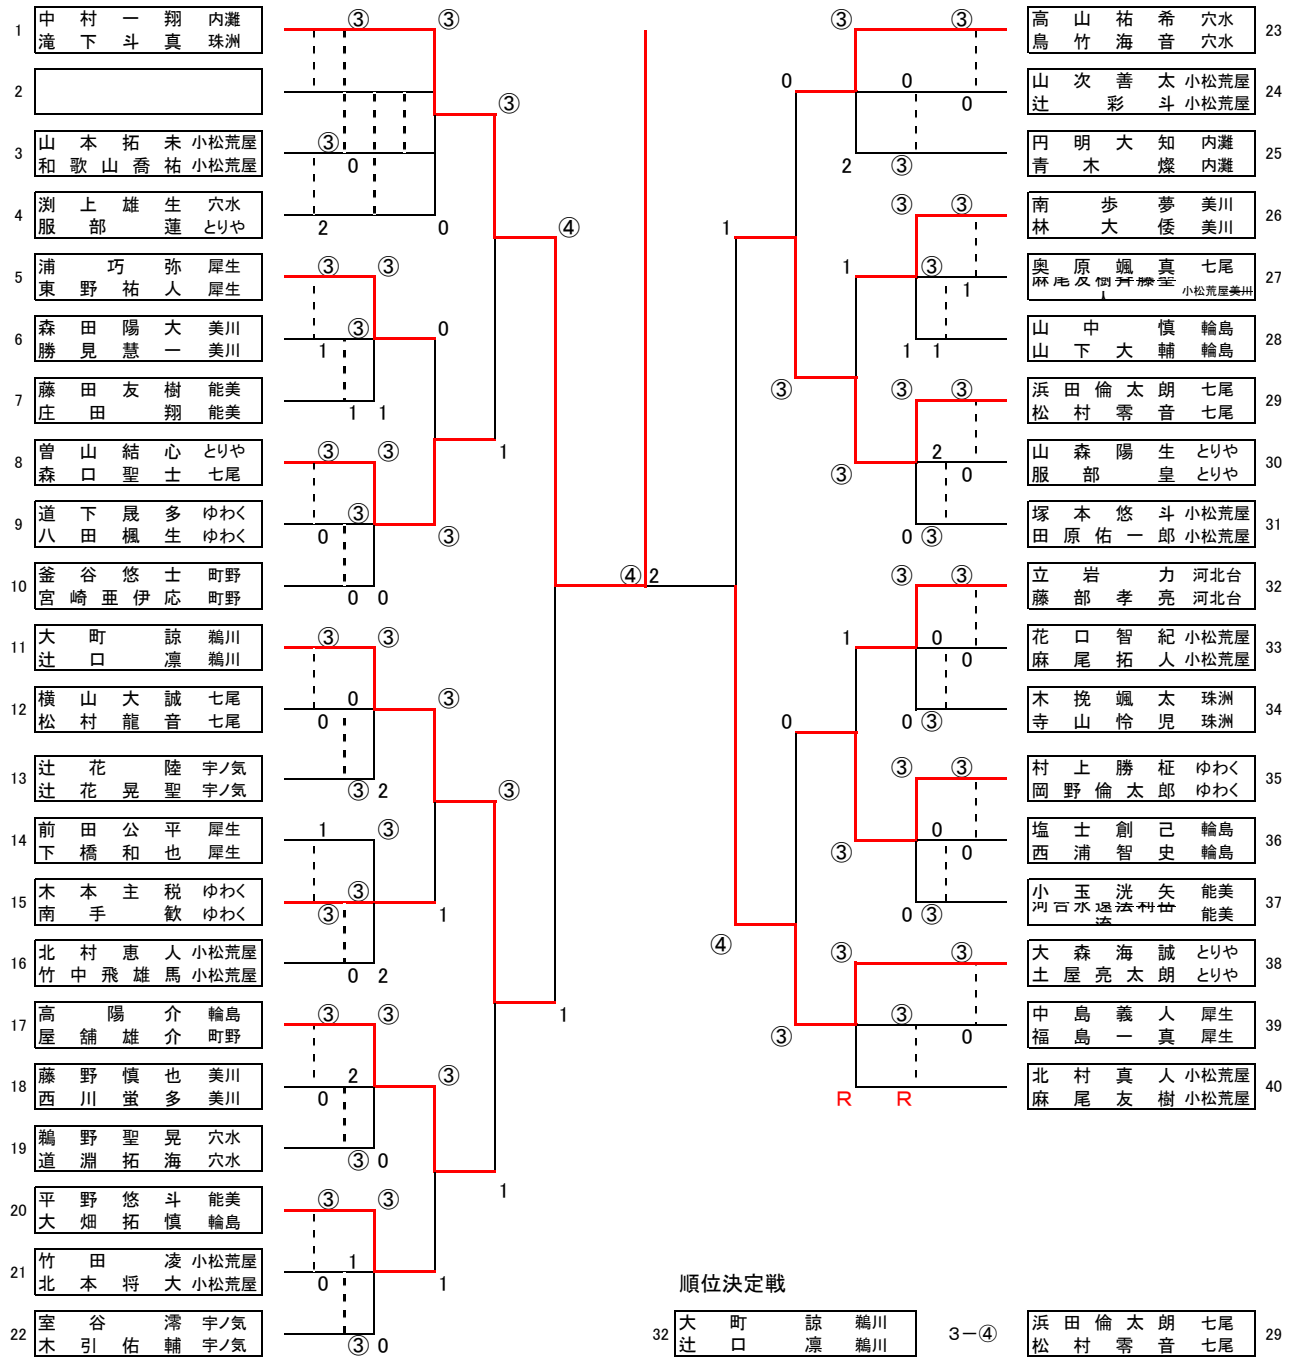 1 中村一翔 内灘
滝下斗真 珠洲
2
3 山本拓未 小松荒屋
和歌山喬祐 小松荒屋
4 渕上雄生 穴水
服部蓮 とりや
5 浦巧弥 犀生
東野祐人 犀生
6 森田陽大 美川
勝見慧一 美川
7 藤田友樹 能美
庄田翔 能美
8 曽山結心 とりや
森口聖士 七尾
9 道下晟多 ゆわく
八田楓生 ゆわく
10 釜谷悠士 町野
宮崎亜伊応 町野
11 大町諒 鵜川
辻口凛 鵜川
12 横山大誠 七尾
松村龍音 七尾
13 辻花陸 宇ノ気
辻花晃聖 宇ノ気
14 前田公平 犀生
下橋和也 犀生
15 木本主税 ゆわく
南手歓 ゆわく
16 北村恵人 小松荒屋
竹中飛雄馬 小松荒屋
17 高陽介 輪島
屋舗雄介 町野
18 藤野慎也 美川
西川蛍多 美川
19 鵜野聖晃 穴水
道淵拓海 穴水
20 平野悠斗 能美
大畑拓慎 輪島
21 竹田凌 小松荒屋
北本将大 小松荒屋
22 室谷澪 宇ノ気
木引佑輔 宇ノ気
③ ③
③
③ 0
2 0
④
③ ③
③ 0
1
1 1
1
③ ③
③
0 ③
0 0
③ ③
0 ③
0
③ 2
③
1 ③
③
③ 1
0 2
1
③ ③
2 ③
0
③ 0
1
③ ③
1
0 1
③ 0
④ 2
③ ③
0 0
0
2 ③
1
③ ③
1 ③
1
1 1
③
③ ③
2
③ 0
0 ③
③ ③
1 0
0
0 ③
0
③ ③
0
③ 0
0 ③
④
③ ③
③
③ 0
R R
高山祐希 穴水 23
鳥竹海音 穴水
山次善太 小松荒屋 24
辻彩斗 小松荒屋
円明大知 内灘 25
青木燦 内灘
南歩夢 美川 26
林大倭 美川
奥原颯真 七尾 27
小松荒屋美川
山中慎 輪島 28
山下大輔 輪島
浜田倫太朗 七尾 29
松村零音 七尾
山森陽生 とりや 30
服部皇 とりや
塚本悠斗 小松荒屋 31
田原佑一郎 小松荒屋
立岩力 河北台 32
藤部孝亮 河北台
花口智紀 小松荒屋 33
麻尾拓人 小松荒屋
木挽颯太 珠洲 34
寺山怜児 珠洲
村上勝柾 ゆわく 35
岡野倫太郎 ゆわく
塩士創己 輪島 36
西浦智史 輪島
小玉洸矢 能美 37
能美
大森海誠 とりや 38
土屋亮太朗 とりや
中島義人 犀生 39
福島一真 犀生
北村真人 小松荒屋 40
麻尾友樹 小松荒屋
順位決定戦
32 大町諒 鵜川 3－④ 浜田倫太朗 七尾 29
辻口凛 鵜川 松村零音 七尾